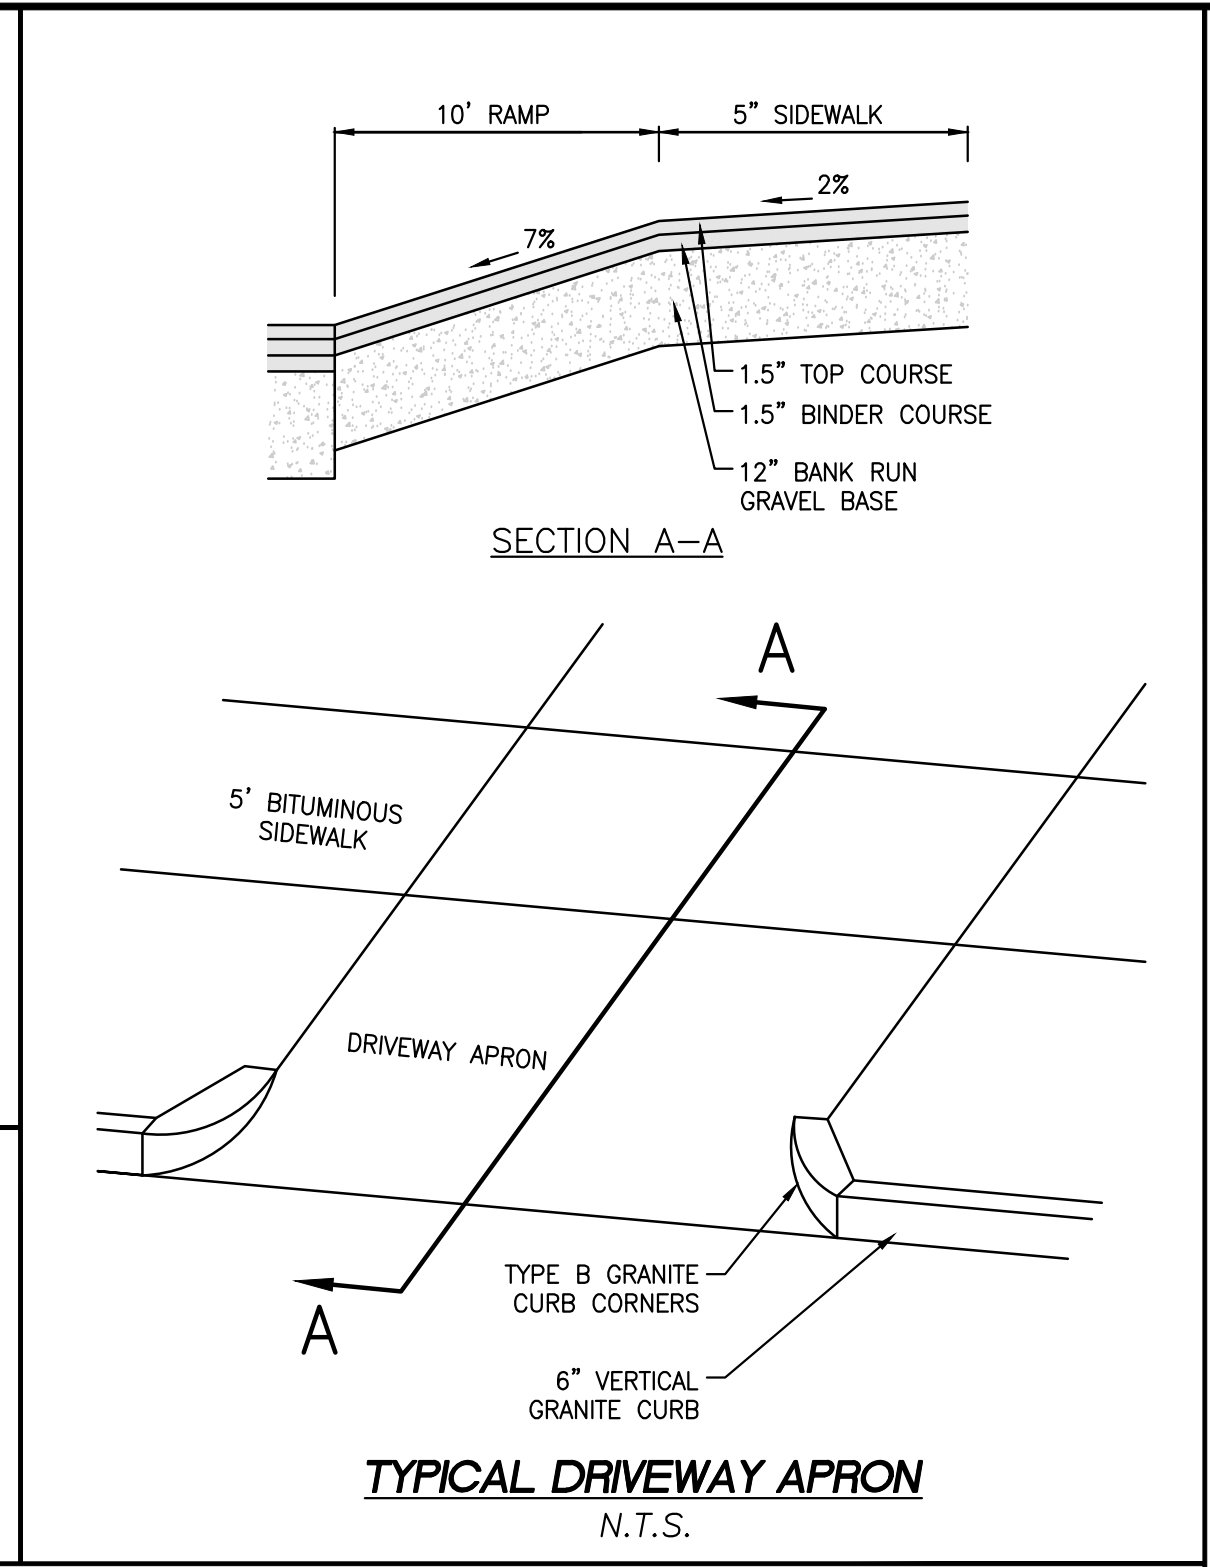 10' RAMP
5" SIDEWALK
2%
7%
1.5" TOP COURSE
1.5" BINDER COURSE
12" BANK RUN
GRAVEL BASE
SECTION A-A
A
5' BITUMINOUS
SIDEWALK
DRIVEWAY APRON
TYPE B GRANITE
CURB CORNERS
A
6" VERTICAL
GRANITE CURB
TYPICAL DRIVEWAY APRON
N.T.S.